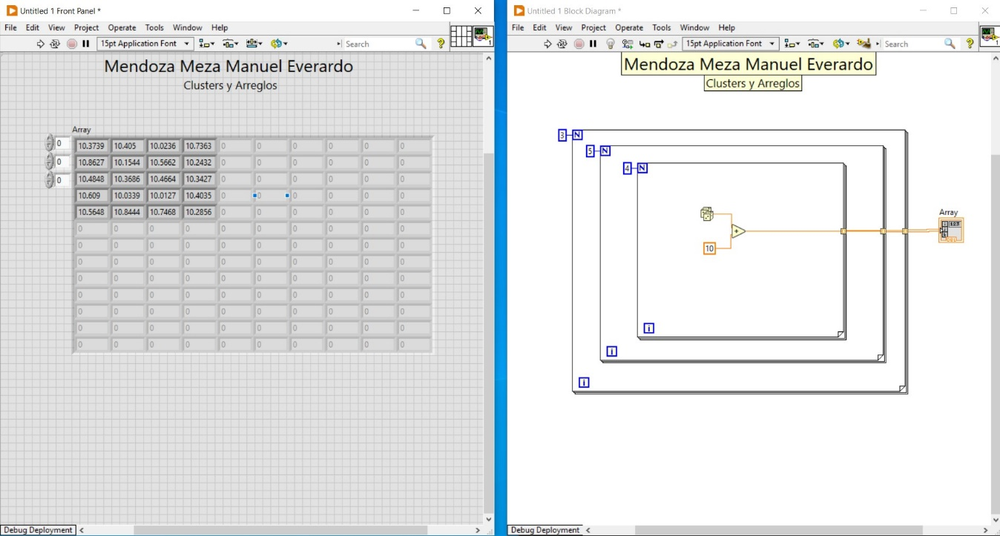 Untitled 1 Front Panel *
File Edit View Project Operate Tools Window Help
15pt Application Font
Search
1
Mendoza Meza Manuel Everardo
Clusters y Arreglos
Array
0 10.3739 10.405 10.0236 10.7363 0 0 0 0 0 0
0 10.8627 10.1544 10.5662 10.2432 0 0 0 0 0 0
0 10.4848 10.3686 10.4664 10.3427 0 0 0 0 0 0
10.609 10.0339 10.0127 10.4035 0 0 0 0 0 0
10.5648 10.8444 10.7468 10.2856 0 0 0 0 0 0
0 0 0 0 0 0 0 0 0 0
0 0 0 0 0 0 0 0 0 0
0 0 0 0 0 0 0 0 0 0
0 0 0 0 0 0 0 0 0 0
0 0 0 0 0 0 0 0 0 0
0 0 0 0 0 0 0 0 0 0
0 0 0 0 0 0 0 0 0 0
0 0 0 0 0 0 0 0 0 0
Debug Deployment
Untitled 1 Block Diagram *
File Edit View Project Operate Tools Window Help
15pt Application Font
Search
1
Mendoza Meza Manuel Everardo
Clusters y Arreglos
3 N
5 N
4 N
10
i
i
i
Array
123
DBL
Debug Deployment